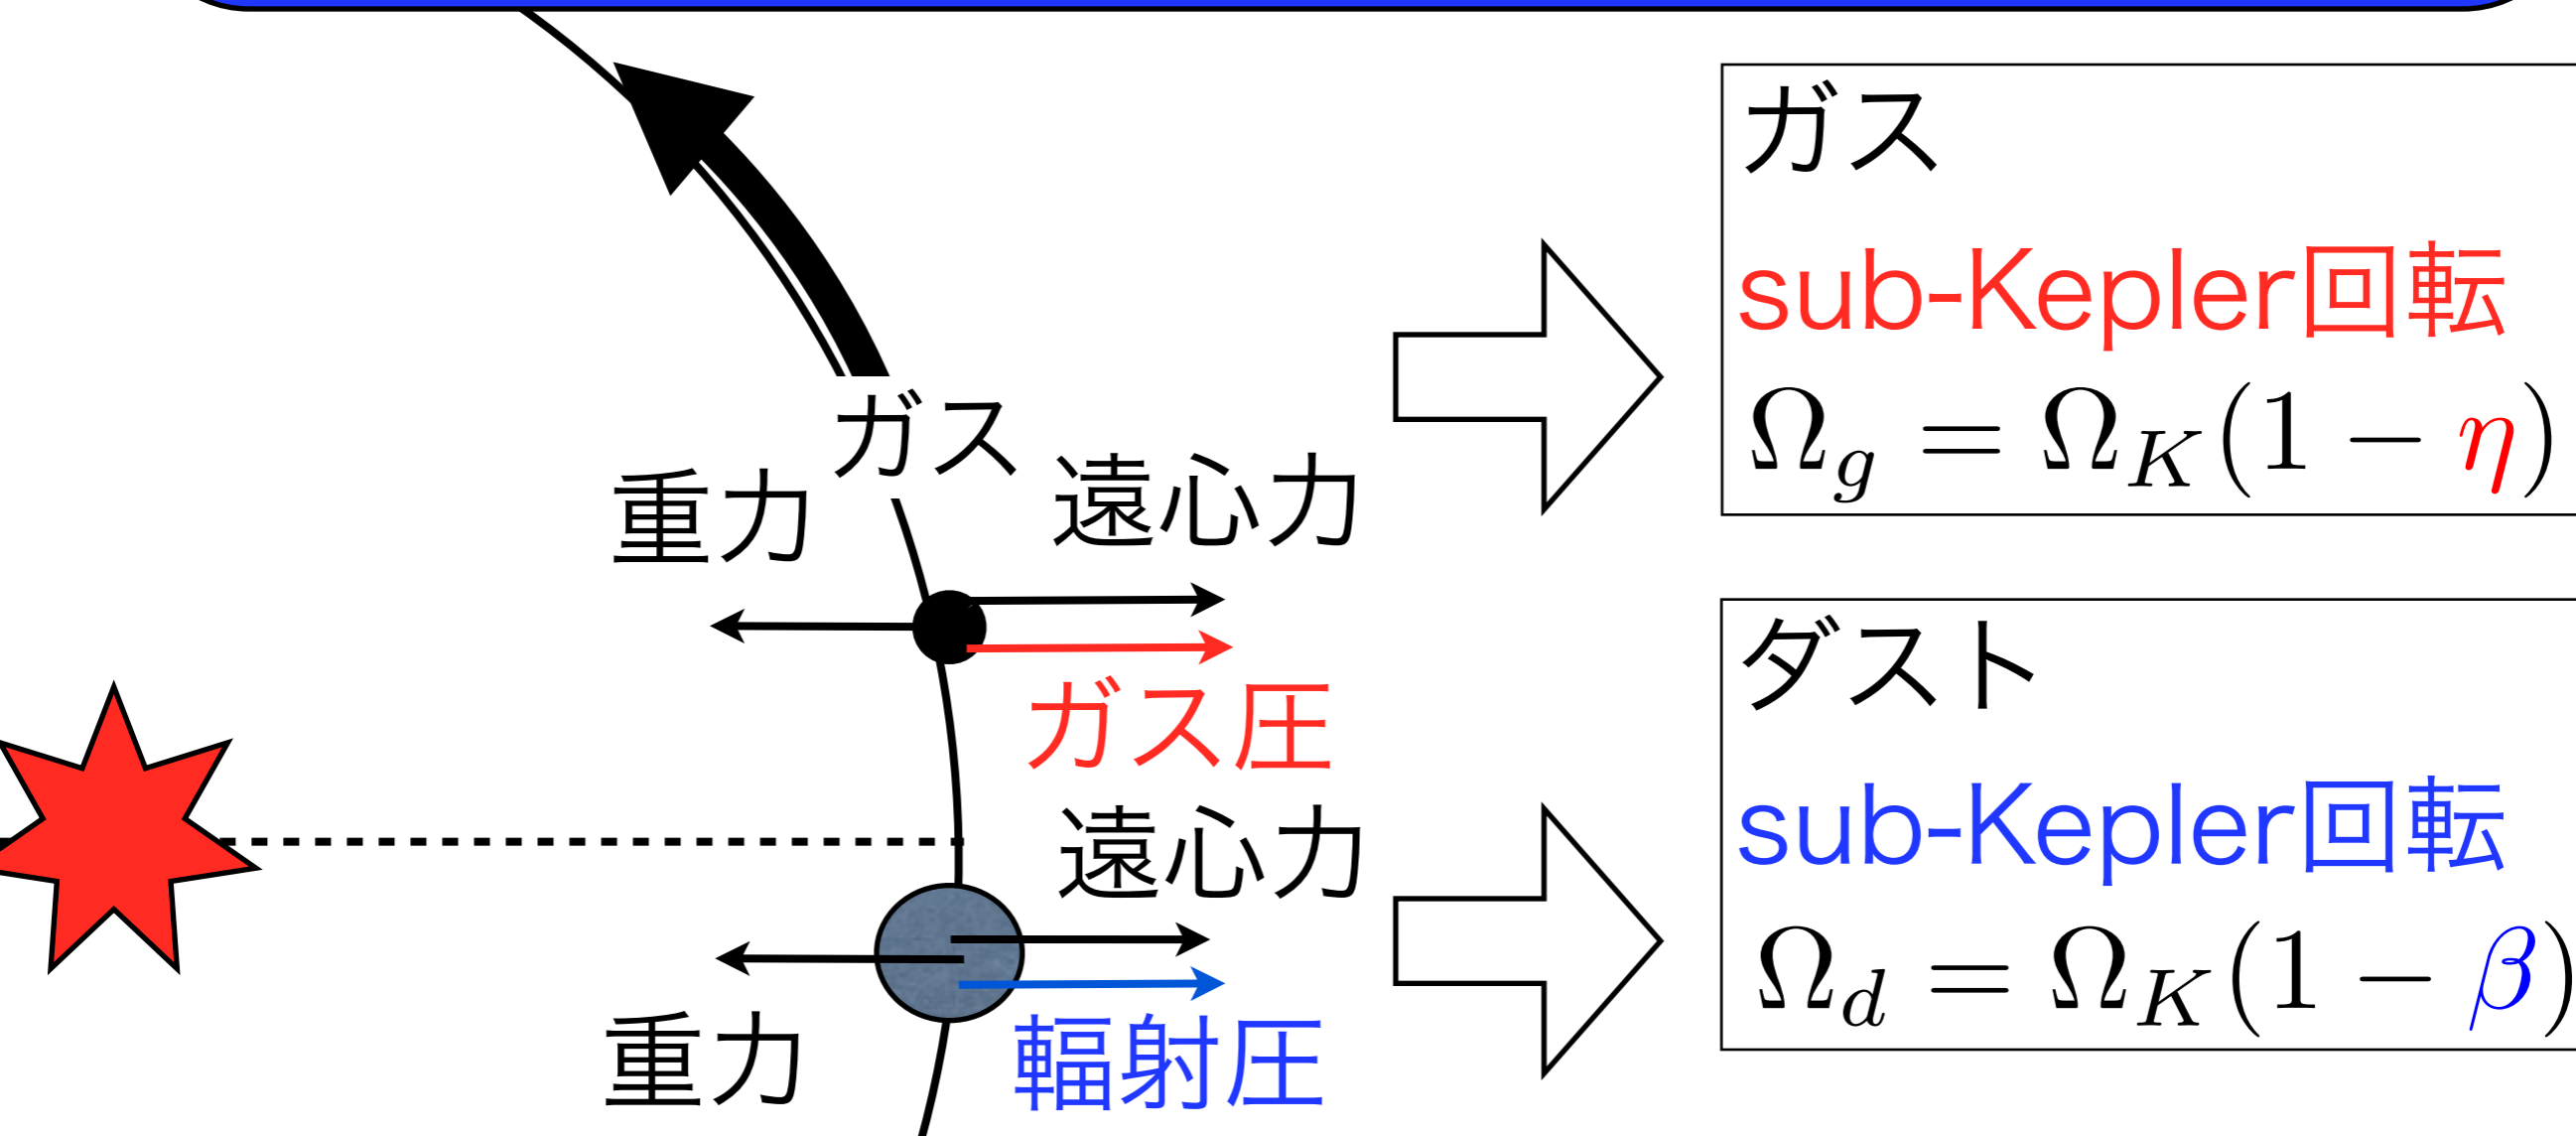 ガス
重力
遠心力
ガス圧
遠心力
重力
輻射圧
ガス
sub-Kepler回転
Ω_g = Ω_K(1 − η)
ダスト
sub-Kepler回転
Ω_d = Ω_K(1 − β)